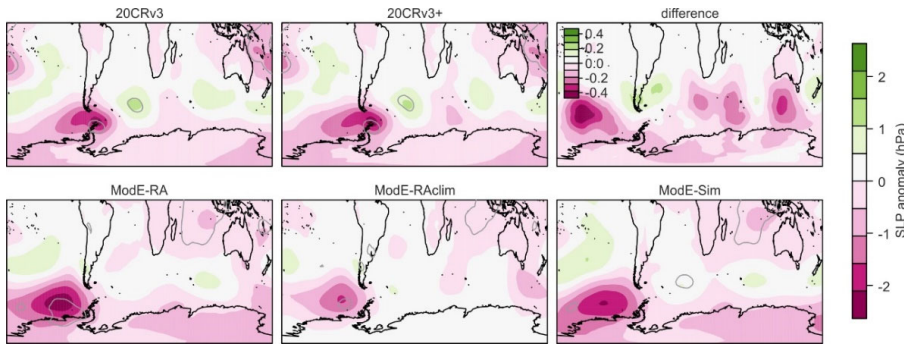 20CRv3
20CRv3+
difference
0.4
0.2
0.0
-0.2
-0.4
ModE-RA
ModE-RAclim
ModE-Sim
2
1
0
-1
-2
SLP anomaly (hPa)